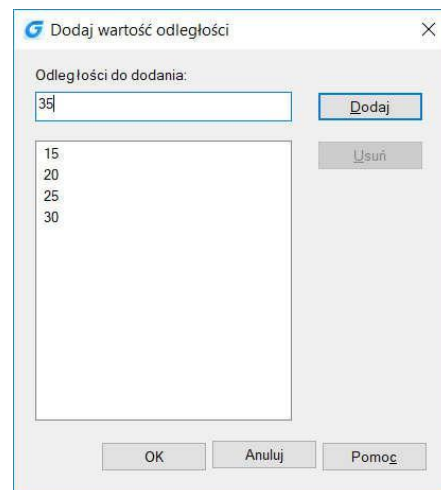 Dodaj wartość odległości
Odległości do dodania:
35
Dodaj
15
20
25
30
Usuń
OK
Anuluj
Pomoc